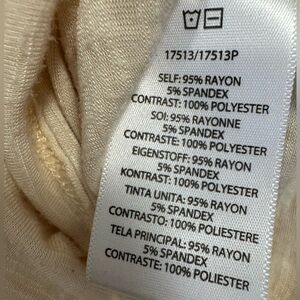 17513/17513P
SELF: 95% RAYON
5% SPANDEX
CONTRAST: 100% POLYESTER
SOI: 95% RAYONNE
5% SPANDEX
CONTRASTE: 100% POLYESTER
EIGENSTOFF: 95% RAYON
5% SPANDEX
KONTRAST: 100% POLYESTER
TINTA UNITA: 95% RAYON
5% SPANDEX
CONTRASTO: 100% POLIESTERE
TELA PRINCIPAL: 95% RAYON
5% SPANDEX
CONTRASTE: 100% POLIESTER